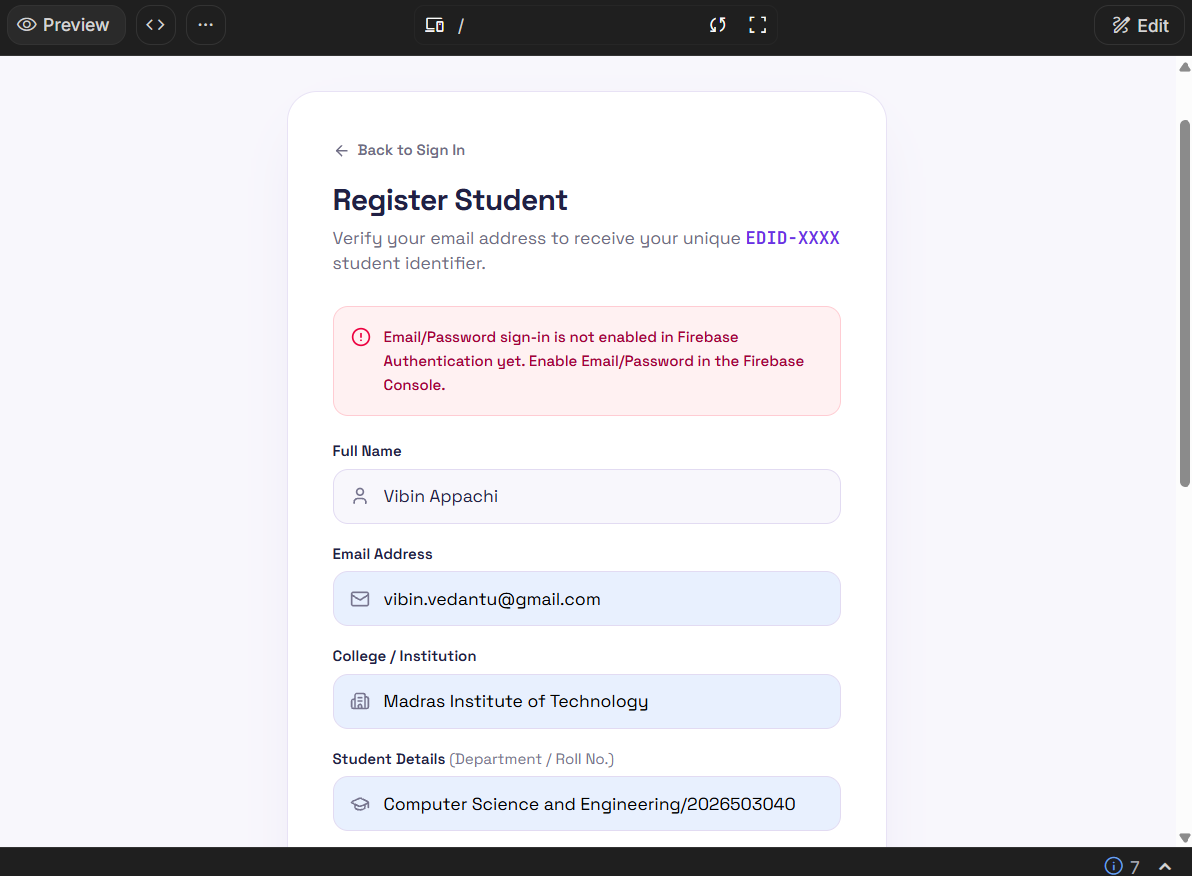 Preview
/
Edit
Back to Sign In
Register Student
Verify your email address to receive your unique EDID-XXXX
student identifier.
Email/Password sign-in is not enabled in Firebase
Authentication yet. Enable Email/Password in the Firebase
Console.
Full Name
Vibin Appachi
Email Address
vibin.vedantu@gmail.com
College / Institution
Madras Institute of Technology
Student Details (Department / Roll No.)
Computer Science and Engineering/2026503040
7